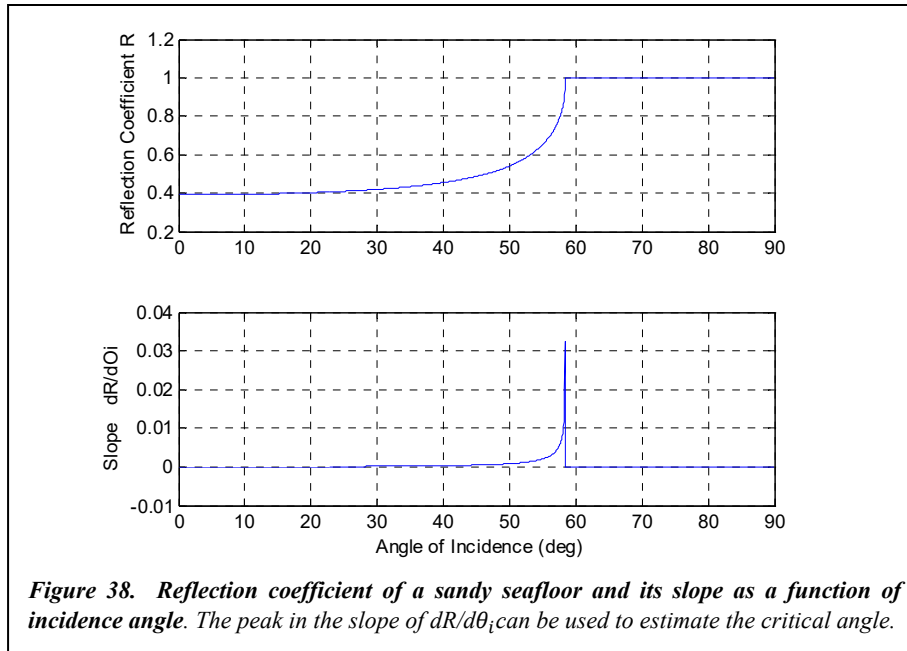 Reflection Coefficient R
1.2
1
0.8
0.6
0.4
0.2
0 10 20 30 40 50 60 70 80 90
Slope dR/dOi
0.04
0.03
0.02
0.01
0
-0.01
0 10 20 30 40 50 60 70 80 90
Angle of Incidence (deg)
Figure 38. Reflection coefficient of a sandy seafloor and its slope as a function of
incidence angle. The peak in the slope of dR/dθᵢcan be used to estimate the critical angle.